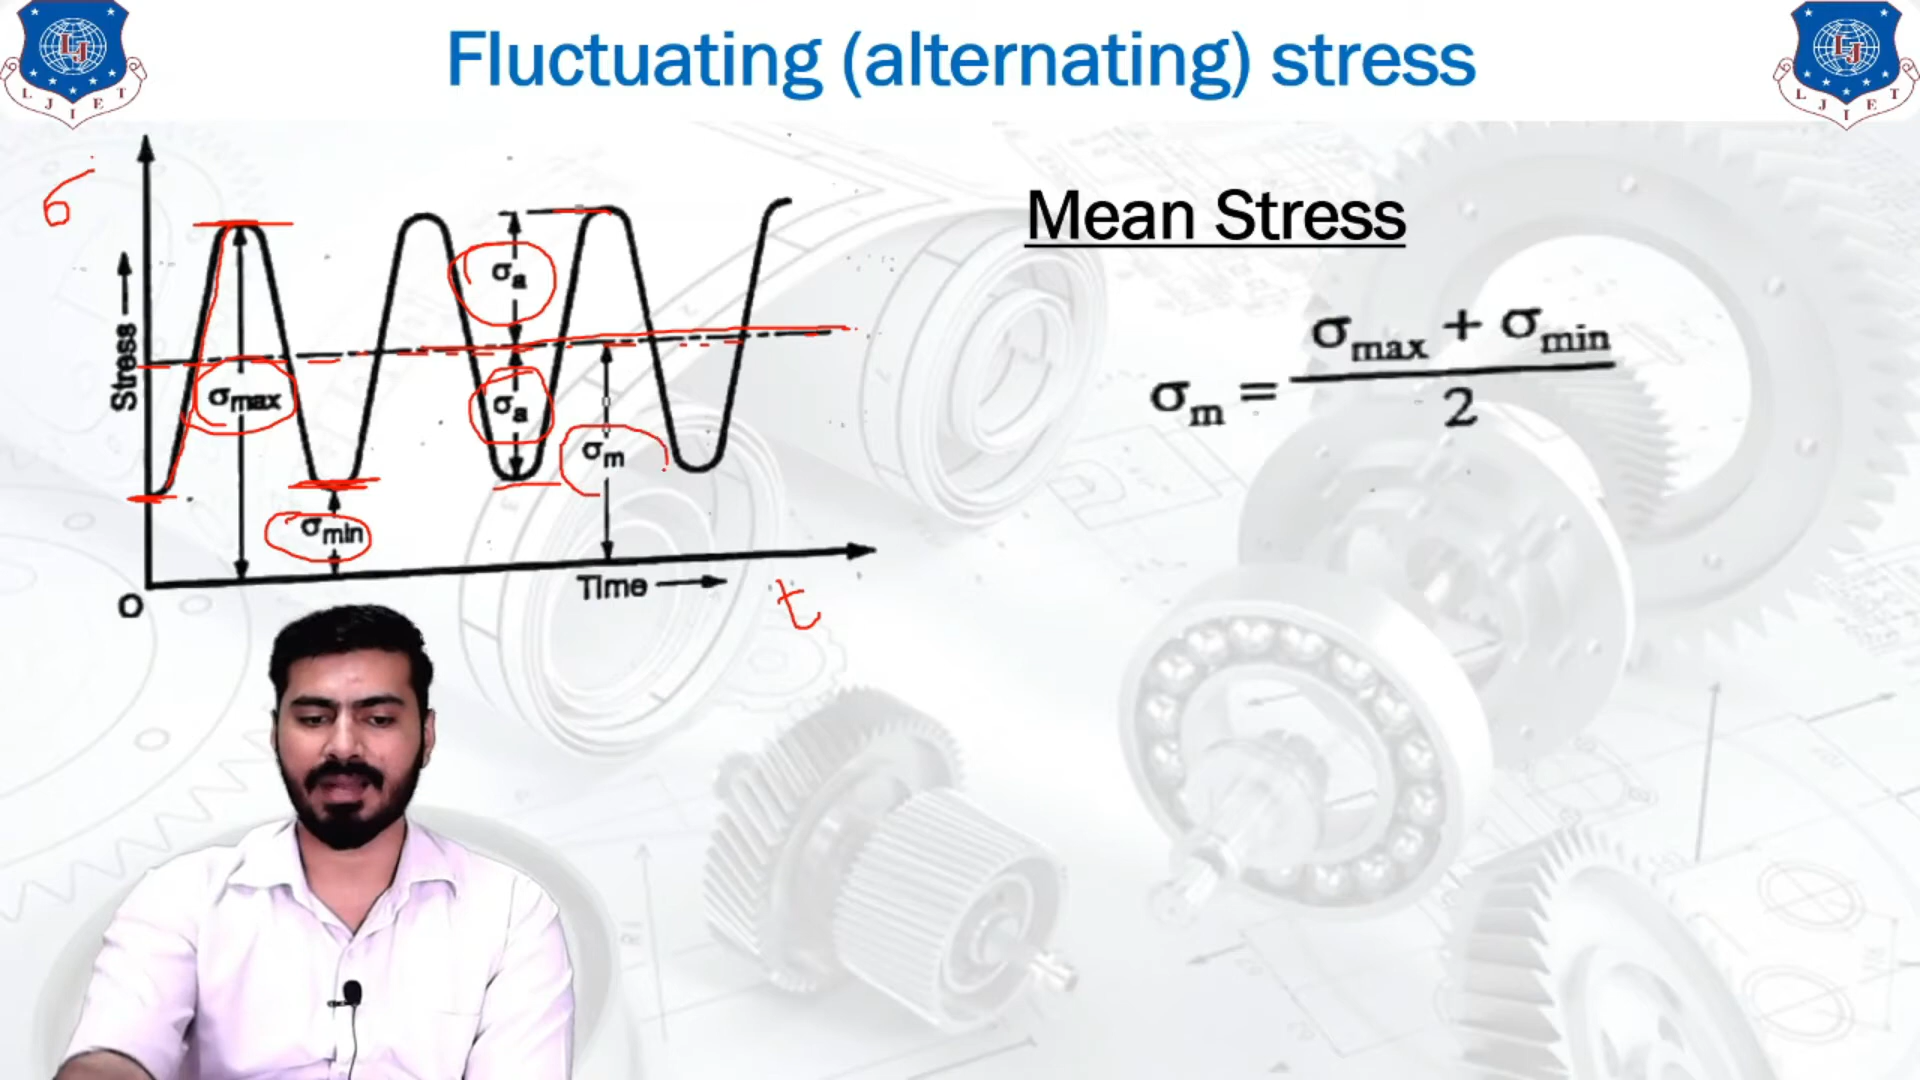 Fluctuating (alternating) stress
L J I E T
L J I E T
σ
Stress
σmax
σmin
σa
σa
σm
O
Time
t
Mean Stress
σm = (σmax + σmin) / 2